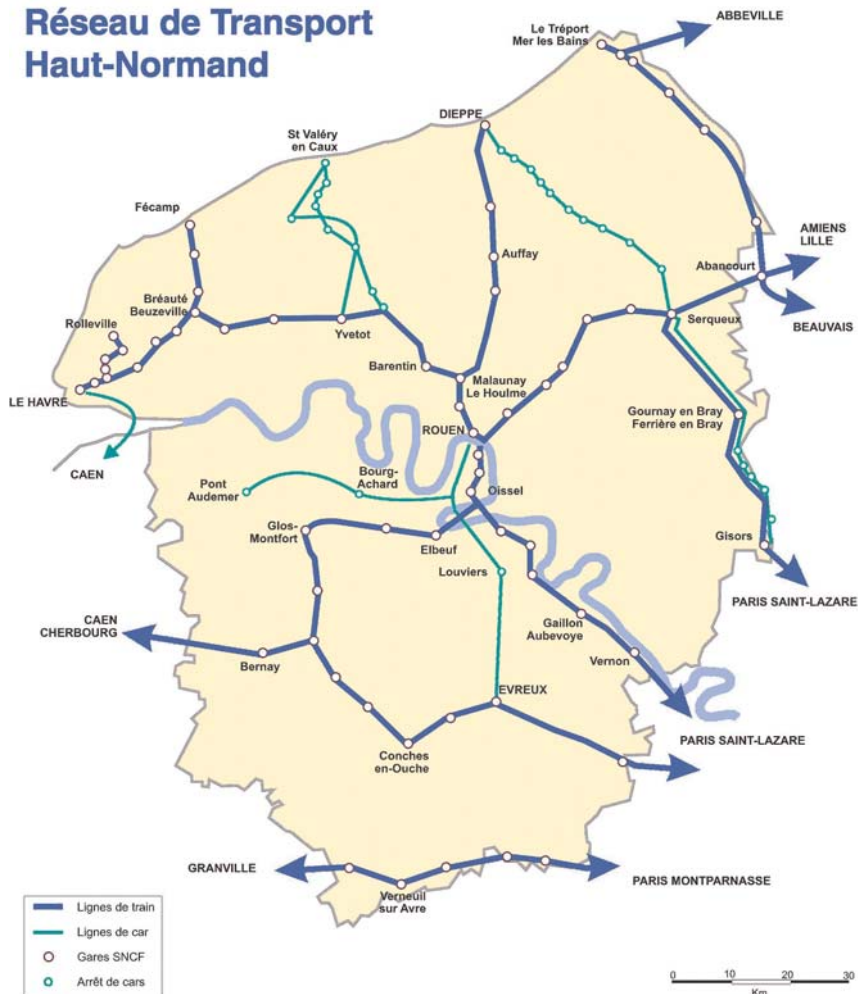 Réseau de Transport
Haut-Normand
Le Tréport
Mer les Bains
ABBEVILLE
DIEPPE
St Valéry
en Caux
Fécamp
AMIENS
LILLE
Auffay
Abancourt
Bréauté
Beuzeville
Rolleville
BEAUVAIS
Yvetot
Serqueux
Barentin
Malaunay
Le Houlme
LE HAVRE
Gournay en Bray
Ferrière en Bray
ROUEN
CAEN
Bourg-
Achard
Pont
Audemer
Oissel
Glos-
Montfort
Elbeuf
Gisors
Louviers
PARIS SAINT-LAZARE
CAEN
CHERBOURG
Gaillon
Aubevoye
Bernay
Vernon
EVREUX
PARIS SAINT-LAZARE
Conches
en-Ouche
GRANVILLE
PARIS MONTPARNASSE
Verneuil
sur Avre
Lignes de train
Lignes de car
Gares SNCF
Arrêt de cars
0 10 20 30
Km